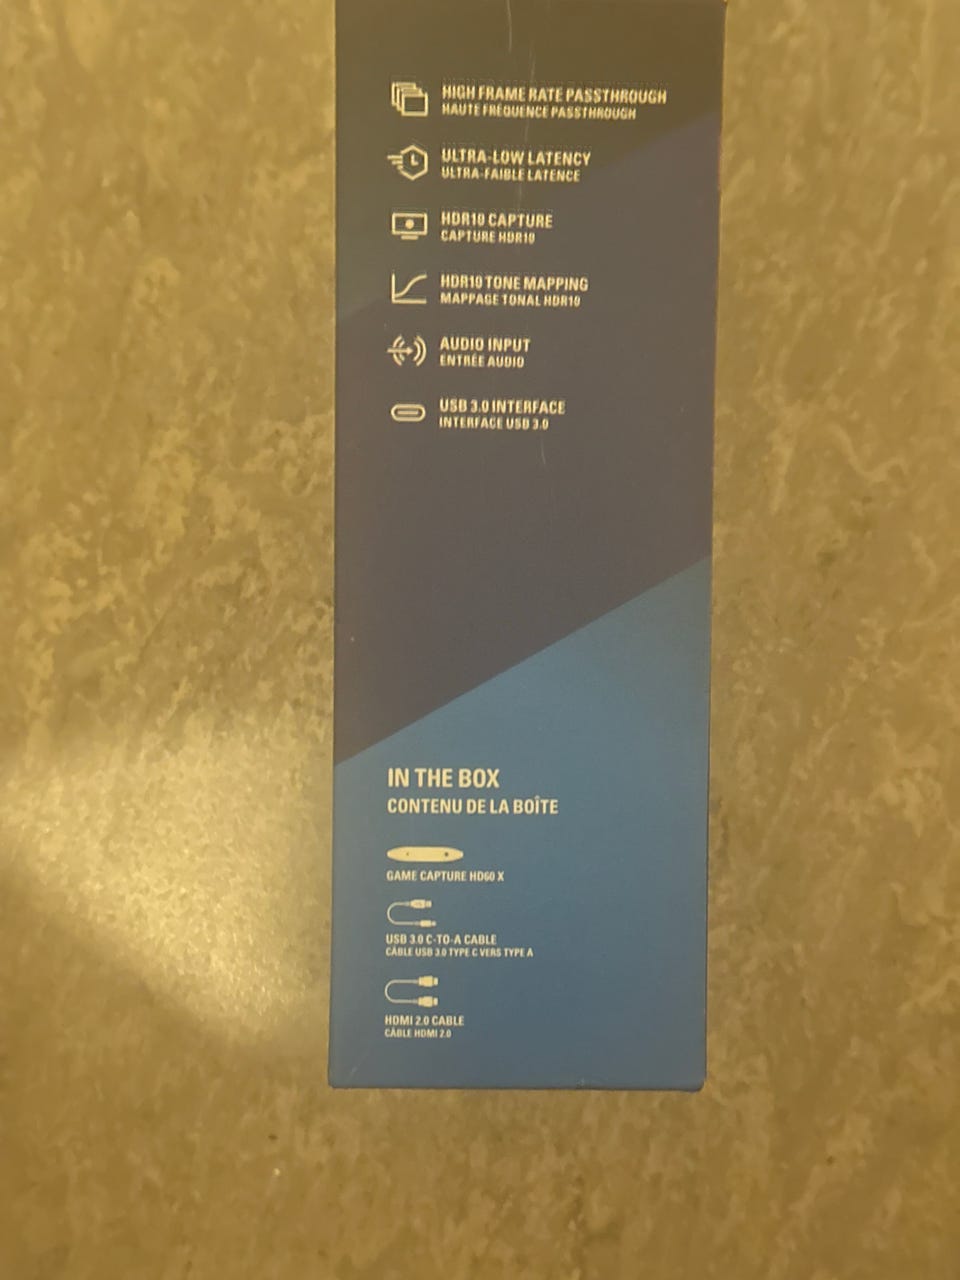 HIGH FRAME RATE PASSTHROUGH
HAUTE FRÉQUENCE PASSTHROUGH
ULTRA-LOW LATENCY
ULTRA-FAIBLE LATENCE
HDR10 CAPTURE
CAPTURE HDR10
HDR10 TONE MAPPING
MAPPAGE TONAL HDR10
AUDIO INPUT
ENTRÉE AUDIO
USB 3.0 INTERFACE
INTERFACE USB 3.0
IN THE BOX
CONTENU DE LA BOÎTE
GAME CAPTURE HD60 X
USB 3.0 C-TO-A CABLE
CÂBLE USB 3.0 TYPE C VERS TYPE A
HDMI 2.0 CABLE
CÂBLE HDMI 2.0